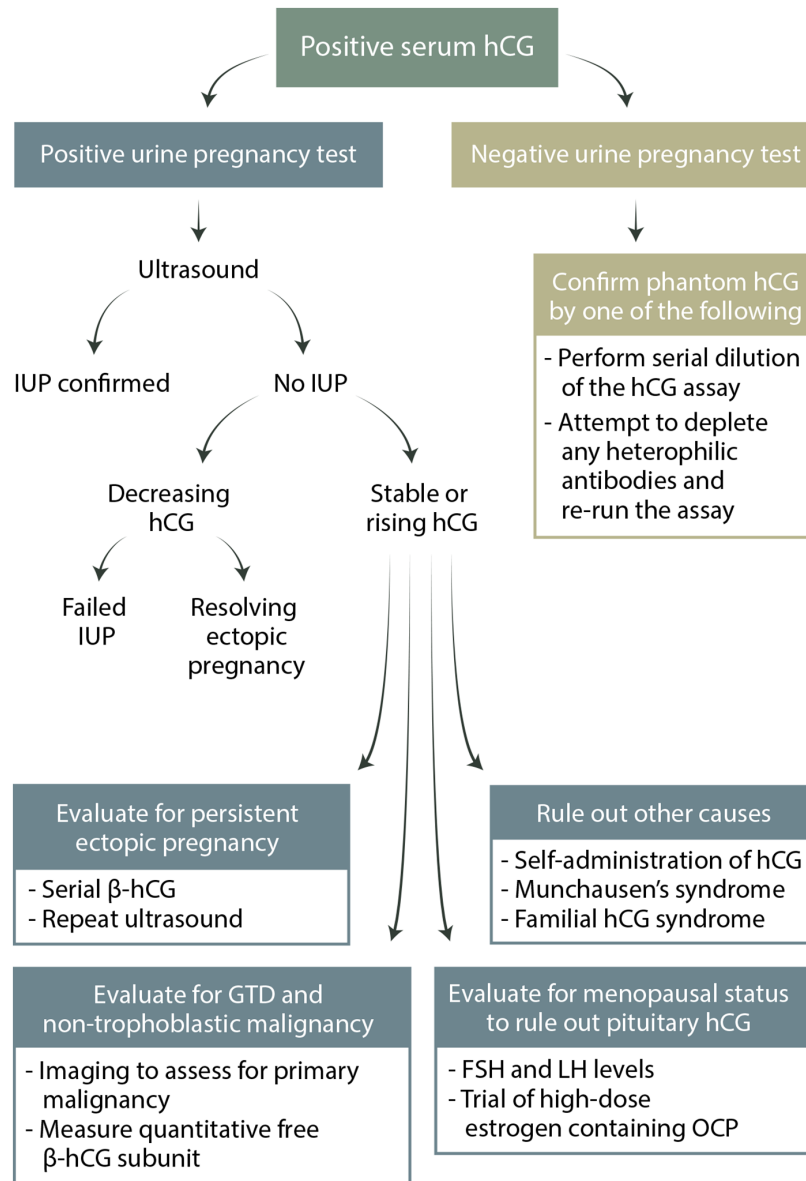 Positive serum hCG
Positive urine pregnancy test
Negative urine pregnancy test
Ultrasound
Confirm phantom hCG
by one of the following
- Perform serial dilution
of the hCG assay
- Attempt to deplete
any heterophilic
antibodies and
re-run the assay
IUP confirmed
No IUP
Decreasing
hCG
Stable or
rising hCG
Failed
IUP
Resolving
ectopic
pregnancy
Evaluate for persistent
ectopic pregnancy
- Serial β-hCG
- Repeat ultrasound
Rule out other causes
- Self-administration of hCG
- Munchausen’s syndrome
- Familial hCG syndrome
Evaluate for GTD and
non-trophoblastic malignancy
- Imaging to assess for primary
malignancy
- Measure quantitative free
β-hCG subunit
Evaluate for menopausal status
to rule out pituitary hCG
- FSH and LH levels
- Trial of high-dose
estrogen containing OCP